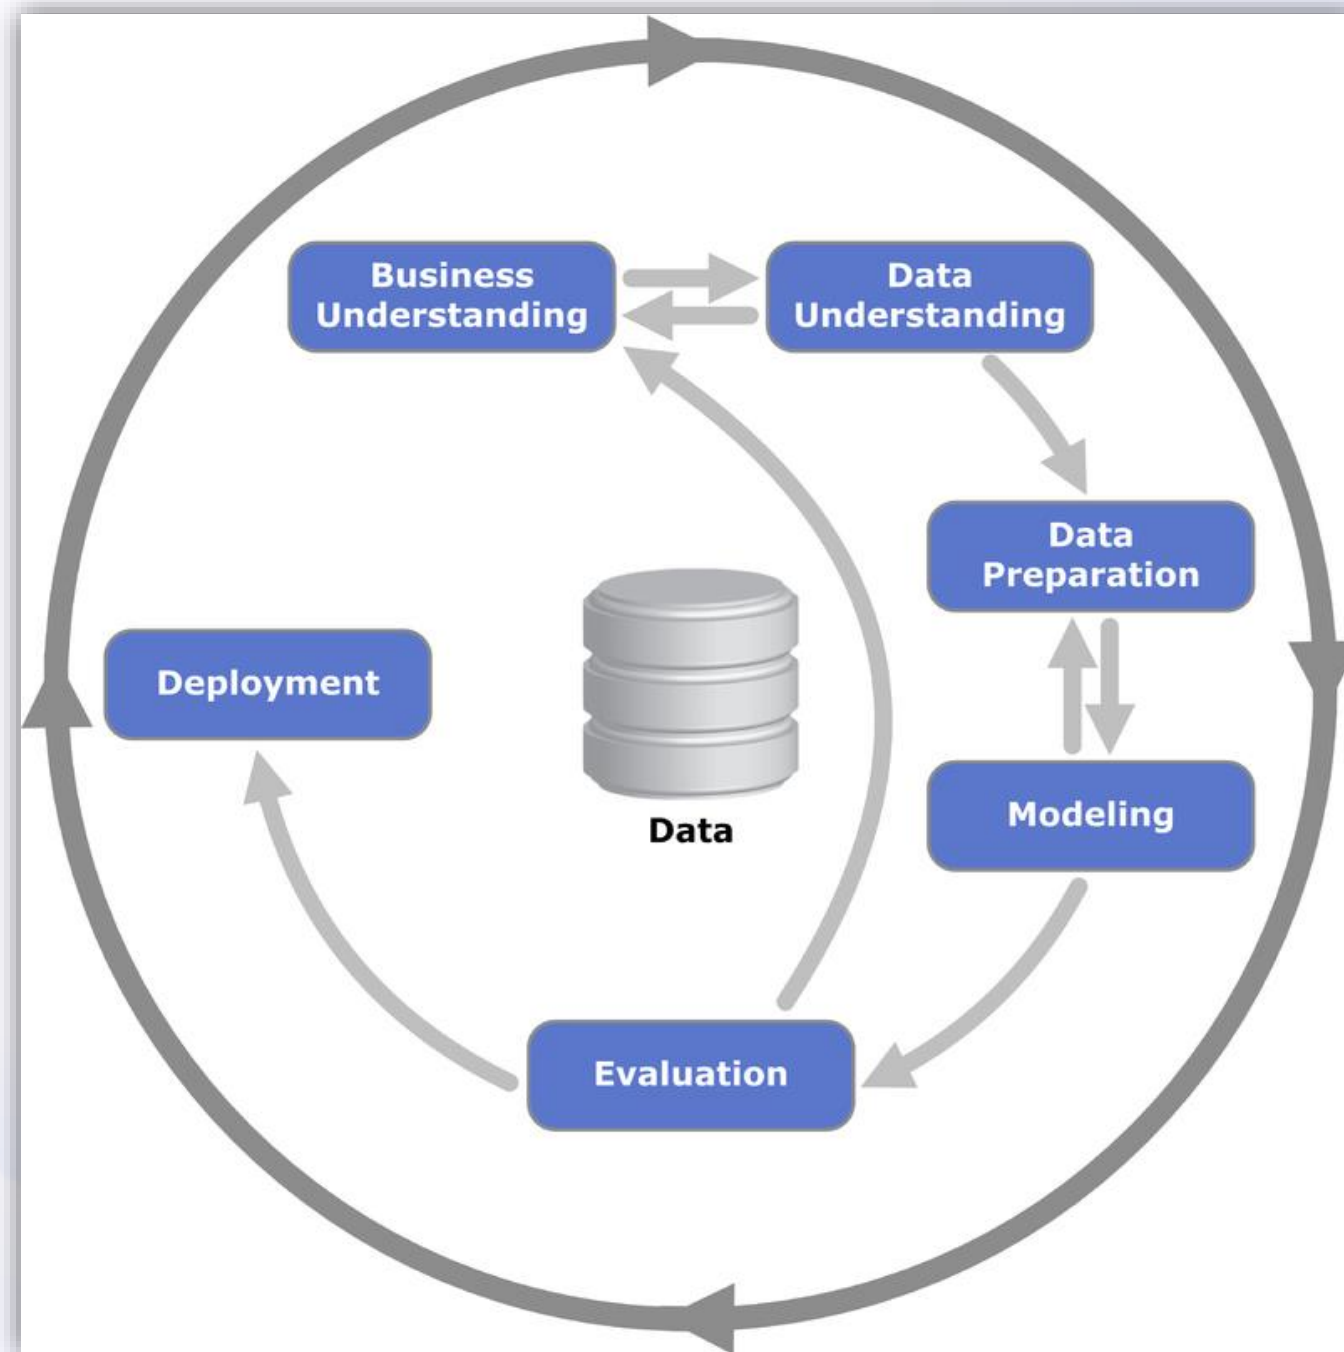 Business
Understanding
Data
Understanding
Data
Preparation
Deployment
Modeling
Data
Evaluation